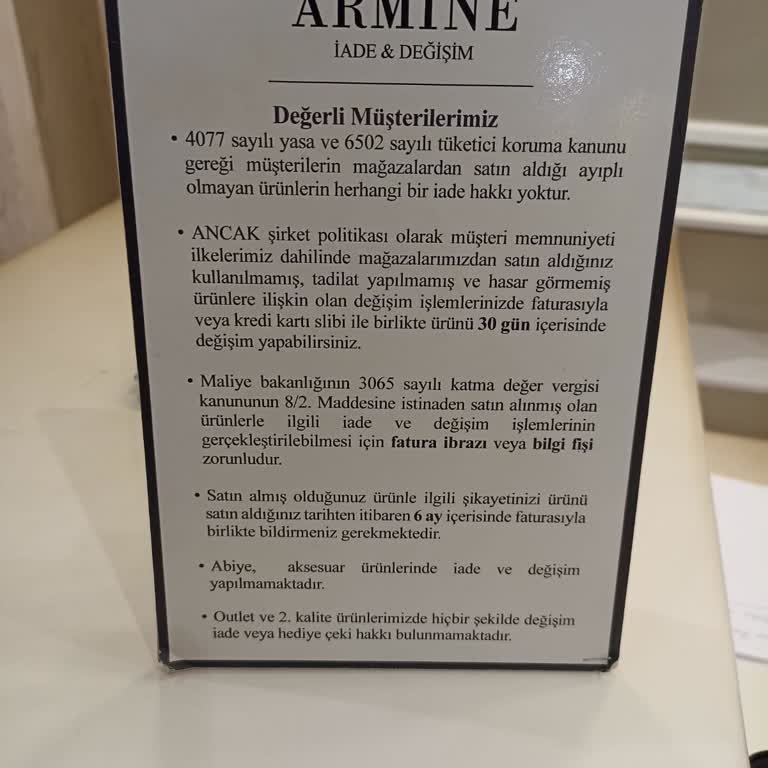 ARMİNE
İADE & DEĞİŞİM
Değerli Müşterilerimiz
• 4077 sayılı yasa ve 6502 sayılı tüketici koruma kanunu
gereği müşterilerin mağazalardan satın aldığı ayıplı
olmayan ürünlerin herhangi bir iade hakkı yoktur.
• ANCAK şirket politikası olarak müşteri memnuniyeti
ilkelerimiz dahilinde mağazalarımızdan satın aldığınız
kullanılmamış, tadilat yapılmamış ve hasar görmemiş
ürünlere ilişkin olan değişim işlemlerinizde faturasıyla
veya kredi kartı slibi ile birlikte ürünü 30 gün içerisinde
değişim yapabilirsiniz.
• Maliye bakanlığının 3065 sayılı katma değer vergisi
kanununun 8/2. Maddesine istinaden satın alınmış olan
ürünlerle ilgili iade ve değişim işlemlerinin
gerçekleştirilebilmesi için fatura ibrazı veya bilgi fişi
zorunludur.
• Satın almış olduğunuz ürünle ilgili şikayetinizi ürünü
satın aldığınız tarihten itibaren 6 ay içerisinde faturasıyla
birlikte bildirmeniz gerekmektedir.
• Abiye, aksesuar ürünlerinde iade ve değişim
yapılmamaktadır.
• Outlet ve 2. kalite ürünlerimizde hiçbir şekilde değişim
iade veya hediye çeki hakkı bulunmamaktadır.